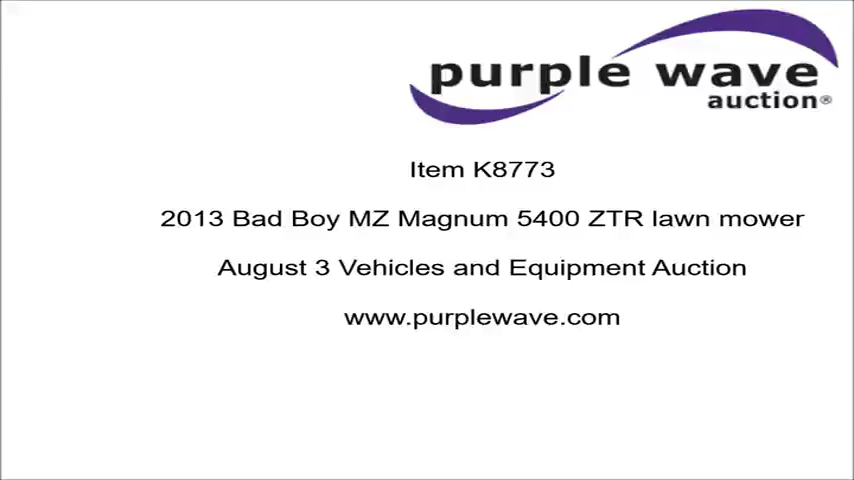 purple wave
auction®
Item K8773
2013 Bad Boy MZ Magnum 5400 ZTR lawn mower
August 3 Vehicles and Equipment Auction
www.purplewave.com